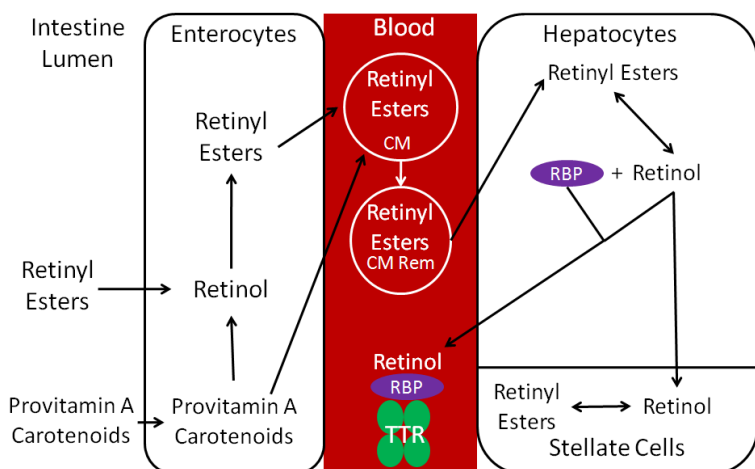 Intestine
Lumen
Enterocytes
Blood
Hepatocytes
Retinyl
Esters
CM
Retinyl Esters
Retinyl
Esters
RBP + Retinol
Retinyl
Esters
CM Rem
Retinyl
Esters
Retinol
Retinol
RBP
TTR
Provitamin A
Carotenoids
Provitamin A
Carotenoids
Retinyl
Esters
Retinol
Stellate Cells